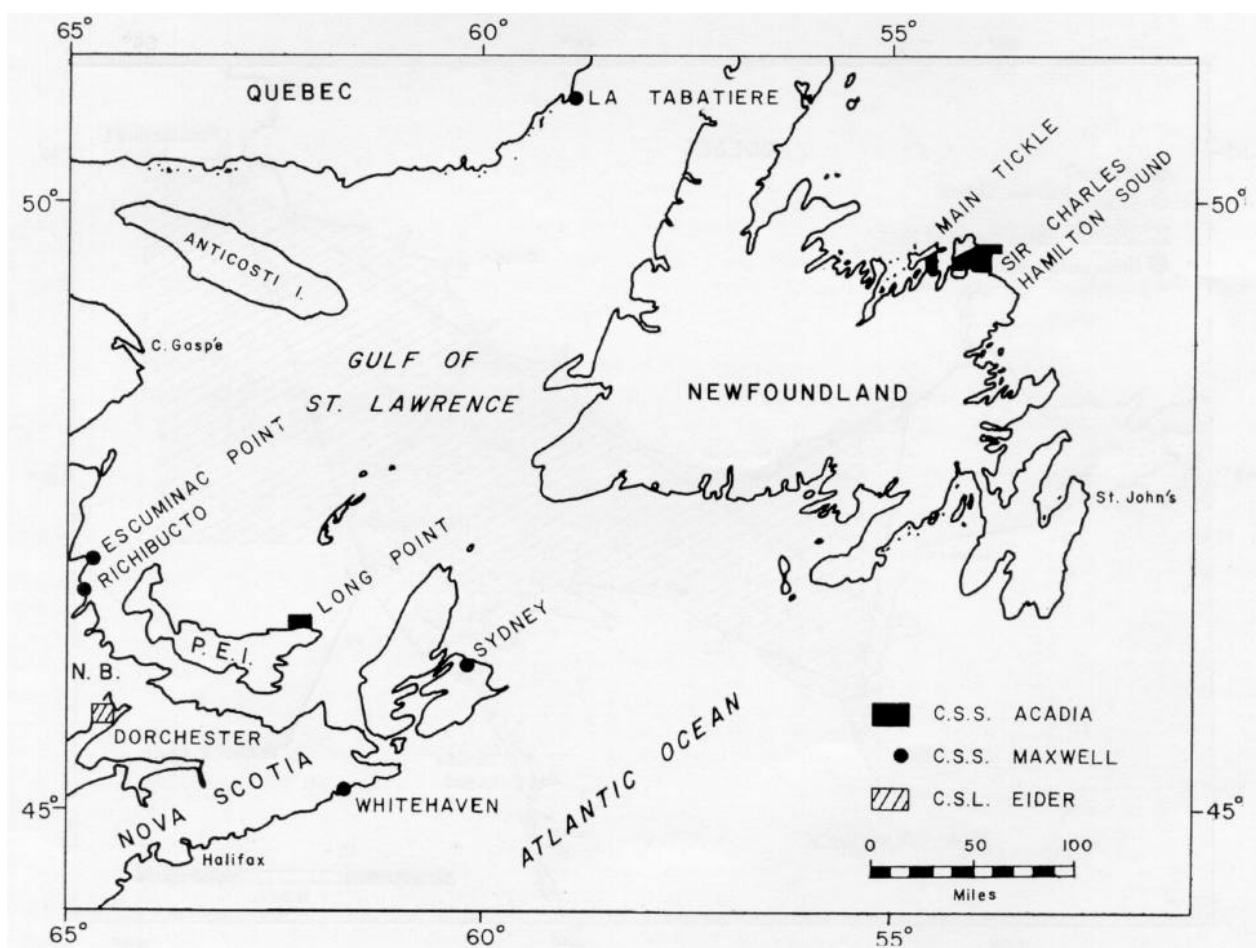 65°
60°
55°
QUEBEC
LA TABATIERE
50°
50°
MAIN TICKLE
SIR CHARLES
HAMILTON SOUND
ANTICOSTI I.
C. Gasp'e
GULF OF
ST. LAWRENCE
NEWFOUNDLAND
ESCUMINAC POINT
RICHIBUCTO
LONG POINT
St. John's
P.E.I.
SYDNEY
N.B.
DORCHESTER
NOVA SCOTIA
WHITEHAVEN
Halifax
ATLANTIC OCEAN
C.S.S. ACADIA
C.S.S. MAXWELL
C.S.L. EIDER
45°
45°
0 50 100
Miles
65°
60°
55°